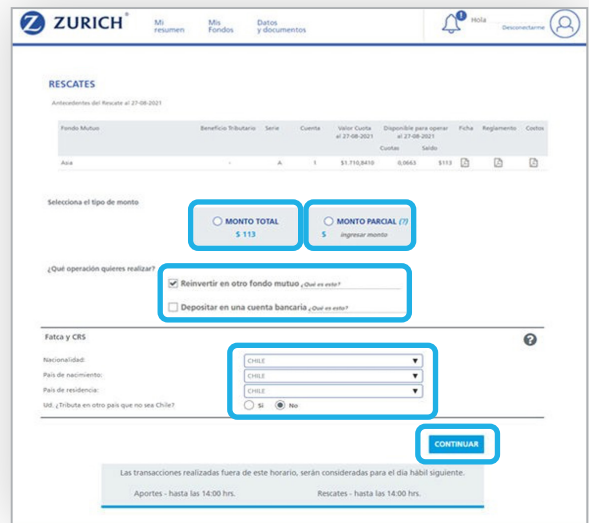 ZURICH®
Mi resumen
Mis Fondos
Datos y documentos
1
Hola
Desconectarme
RESCATES
Antecedentes del Rescate al 27-08-2021
Fondo Mutuo Beneficio Tributario Serie Cuenta Valor Cuota al 27-08-2021 Disponible para operar al 27-08-2021 Ficha Reglamento Costos
Cuotas Saldo
Asia - A 1 $1.710,8410 0,0663 $113
Selecciona el tipo de monto
MONTO TOTAL
$ 113
MONTO PARCIAL (?)
$ ingresar monto
¿Qué operación quieres realizar?
Reinvertir en otro fondo mutuo ¿Qué es esto?
Depositar en una cuenta bancaria ¿Qué es esto?
Fatca y CRS ?
Nacionalidad: CHILE
País de nacimiento: CHILE
País de residencia: CHILE
Ud. ¿Tributa en otro país que no sea Chile? Si No
CONTINUAR
Las transacciones realizadas fuera de este horario, serán consideradas para el día hábil siguiente.
Aportes - hasta las 14:00 hrs. Rescates - hasta las 14:00 hrs.